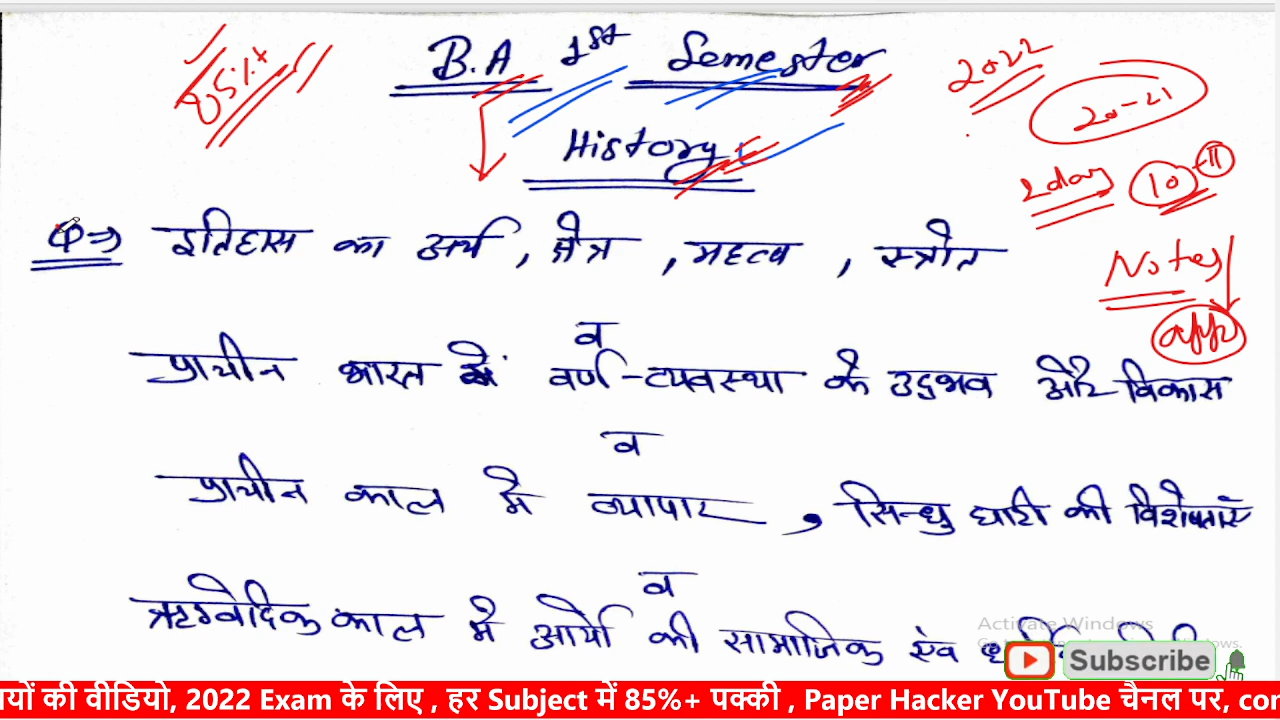 85%+
B.A 1st Semester
2022
20-21
History
2 day 10-11
Q⇒ इतिहास का अर्थ, क्षेत्र, महत्व, स्त्रोत
Notes
app
व
प्राचीन भारत में वर्ण-व्यवस्था के उद्भव और विकास
व
प्राचीन काल में व्यापार, सिन्धु घाटी की विशेषताएँ
व
ऋग्वेदिक काल में आर्यो की सामाजिक एंव
Activate Windows
Subscribe
यों की वीडियो, 2022 Exam के लिए , हर Subject में 85%+ पक्की , Paper Hacker YouTube चैनल पर, con